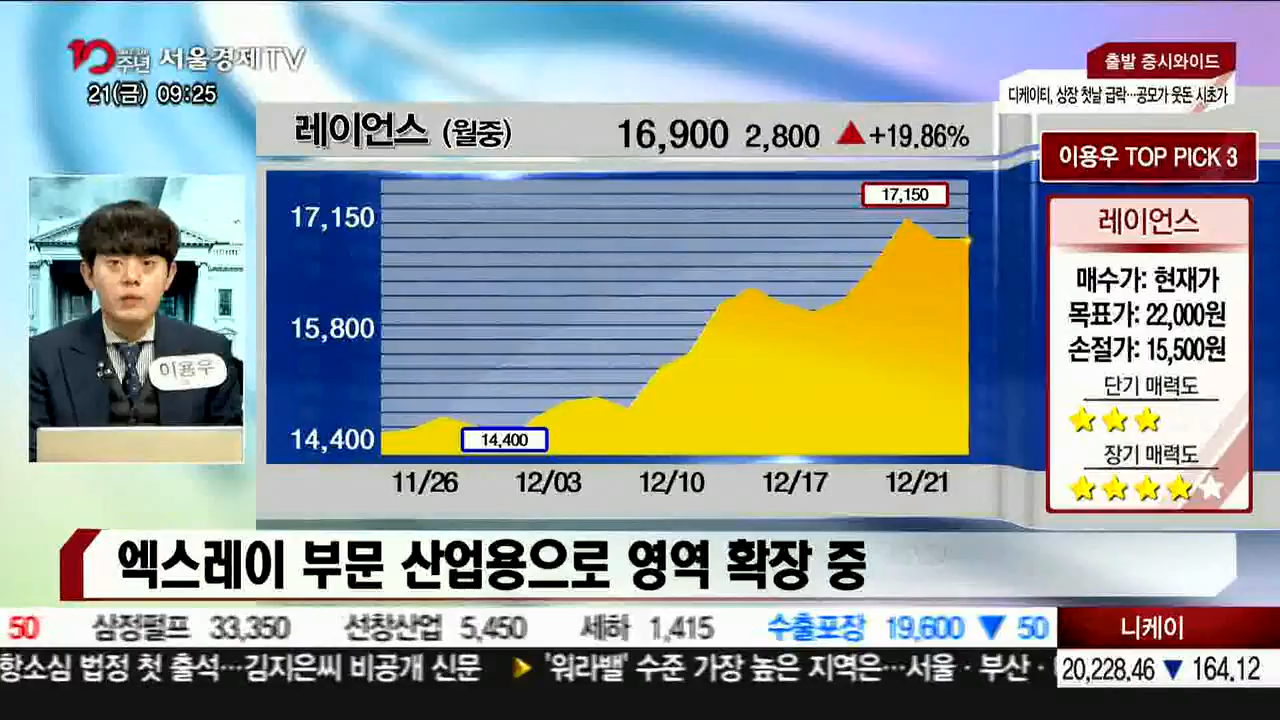 10주년 서울경제TV
21(금) 09:25
출발 증시와이드
디케이티, 상장 첫날 급락…공모가 웃돈 시초가
레이언스 (월중) 16,900 2,800 ▲+19.86%
이용우 TOP PICK 3
17,150
15,800
14,400
17,150
14,400
11/26 12/03 12/10 12/17 12/21
이용우
레이언스
매수가: 현재가
목표가: 22,000원
손절가: 15,500원
단기 매력도
장기 매력도
엑스레이 부문 산업용으로 영역 확장 중
50 삼정펄프 33,350 선창산업 5,450 세하 1,415 수출포장 19,600 ▼ 50
니케이
항소심 법정 첫 출석…김지은씨 비공개 신문 ▶ '워라밸' 수준 가장 높은 지역은…서울·부산·
20,228.46 ▼ 164.12